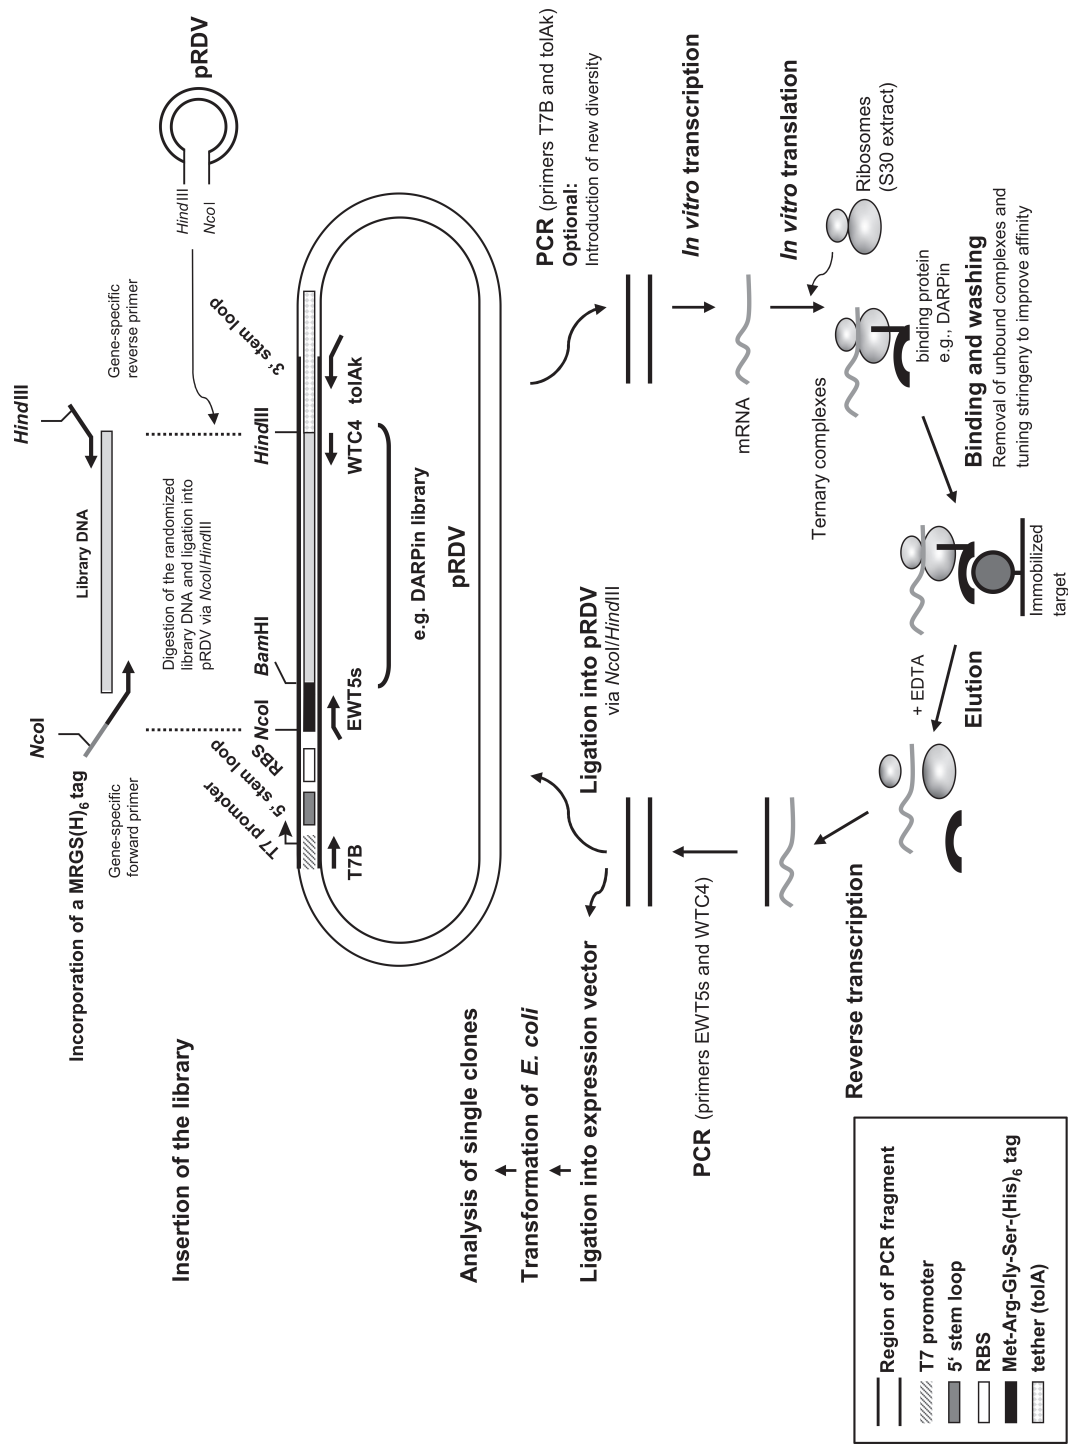 Insertion of the library
Incorporation of a MRGS(H)6 tag
NcoI
HindIII
Gene-specific
forward primer
Library DNA
Gene-specific
reverse primer
Digestion of the randomized
library DNA and ligation into
pRDV via NcoI/HindIII
HindIII
NcoI
pRDV
T7 promoter
5‘ stem loop
RBS
NcoI
BamHI
HindIII
3‘ stem loop
T7B
EWT5s
WTC4
tolAk
e.g. DARPin library
pRDV
PCR (primers T7B and tolAk)
Optional:
Introduction of new diversity
In vitro transcription
mRNA
In vitro translation
Ribosomes
(S30 extract)
Ternary complexes
binding protein
e.g., DARPin
Binding and washing
Removal of unbound complexes and
tuning stringeny to improve affinity
Immobilized
target
+ EDTA
Elution
Reverse transcription
PCR (primers EWT5s and WTC4)
Ligation into pRDV
via NcoI/HindIII
Ligation into expression vector
Transformation of E. coli
Analysis of single clones
Region of PCR fragment
T7 promoter
5‘ stem loop
RBS
Met-Arg-Gly-Ser-(His)6 tag
tether (tolA)